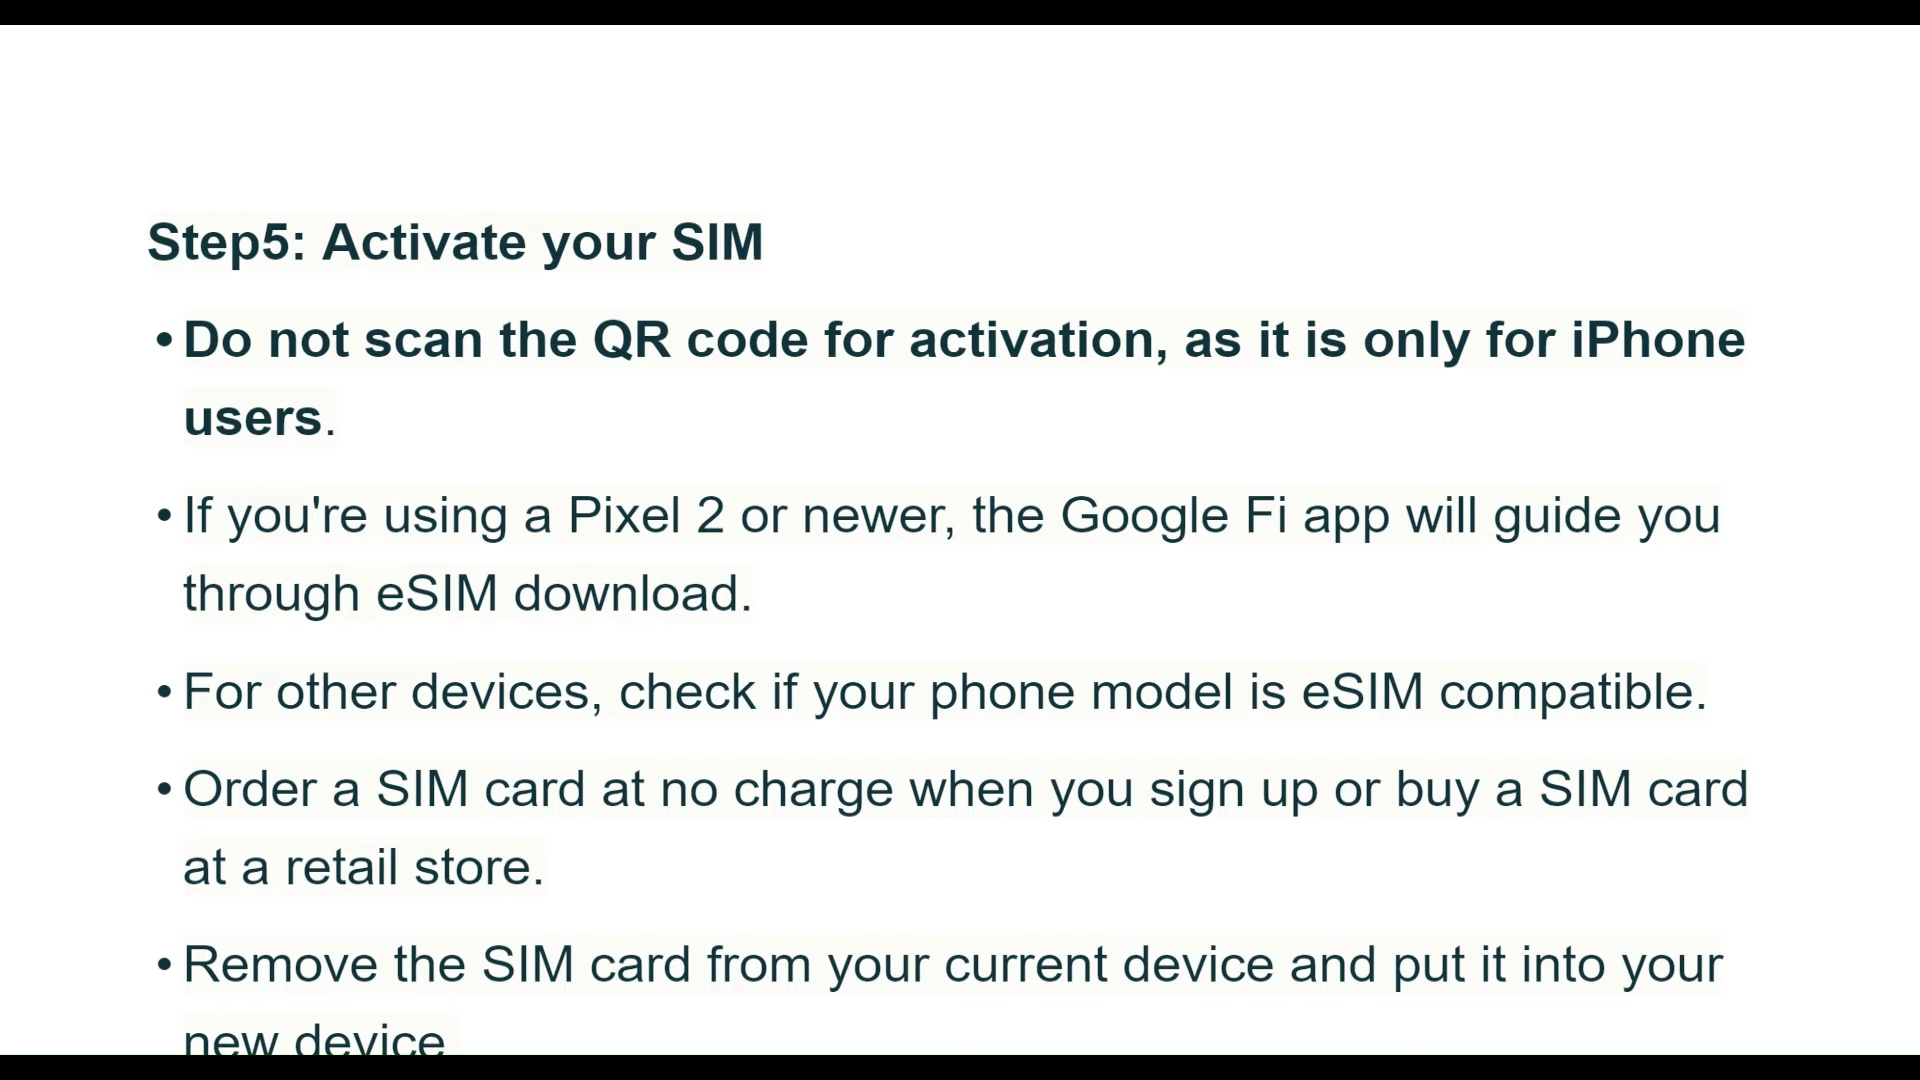 Step5: Activate your SIM
• Do not scan the QR code for activation, as it is only for iPhone
users.
• If you're using a Pixel 2 or newer, the Google Fi app will guide you
through eSIM download.
• For other devices, check if your phone model is eSIM compatible.
• Order a SIM card at no charge when you sign up or buy a SIM card
at a retail store.
• Remove the SIM card from your current device and put it into your
new device